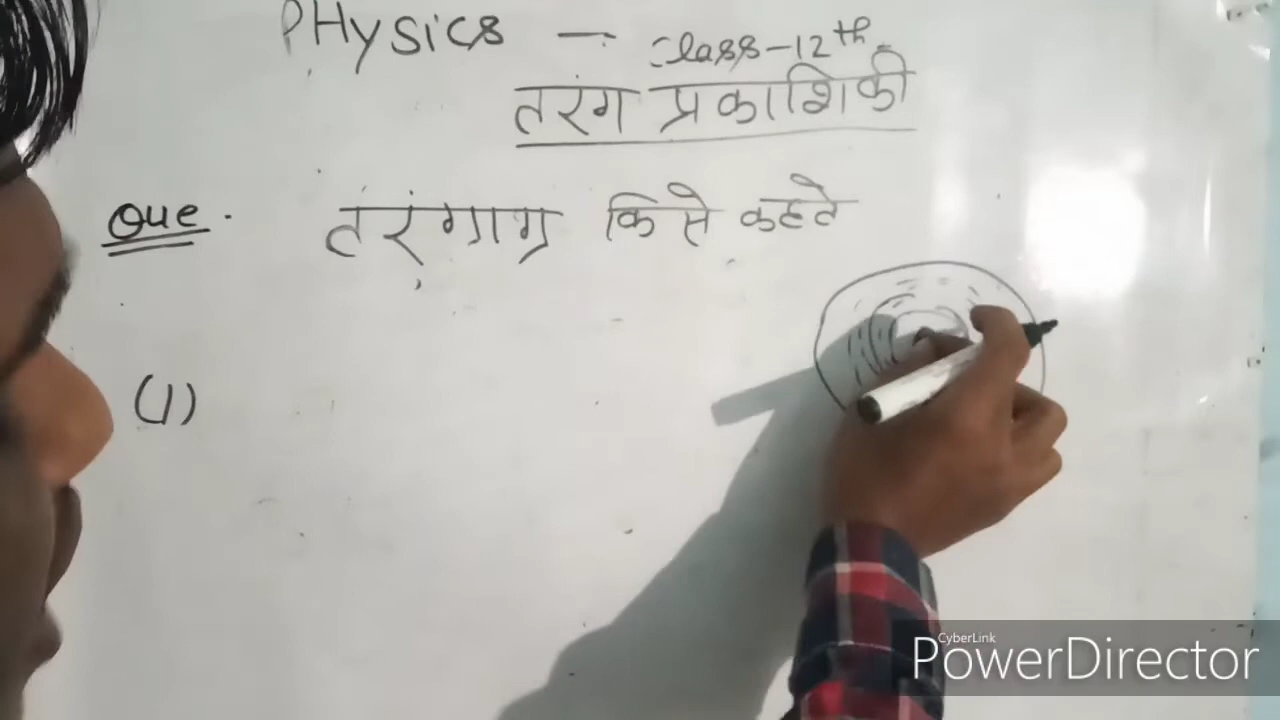 PHysics — Class-12th
तरंग प्रकाशिकी
Que. तरंगाग्र किसे कहते
(1)
CyberLink
PowerDirector